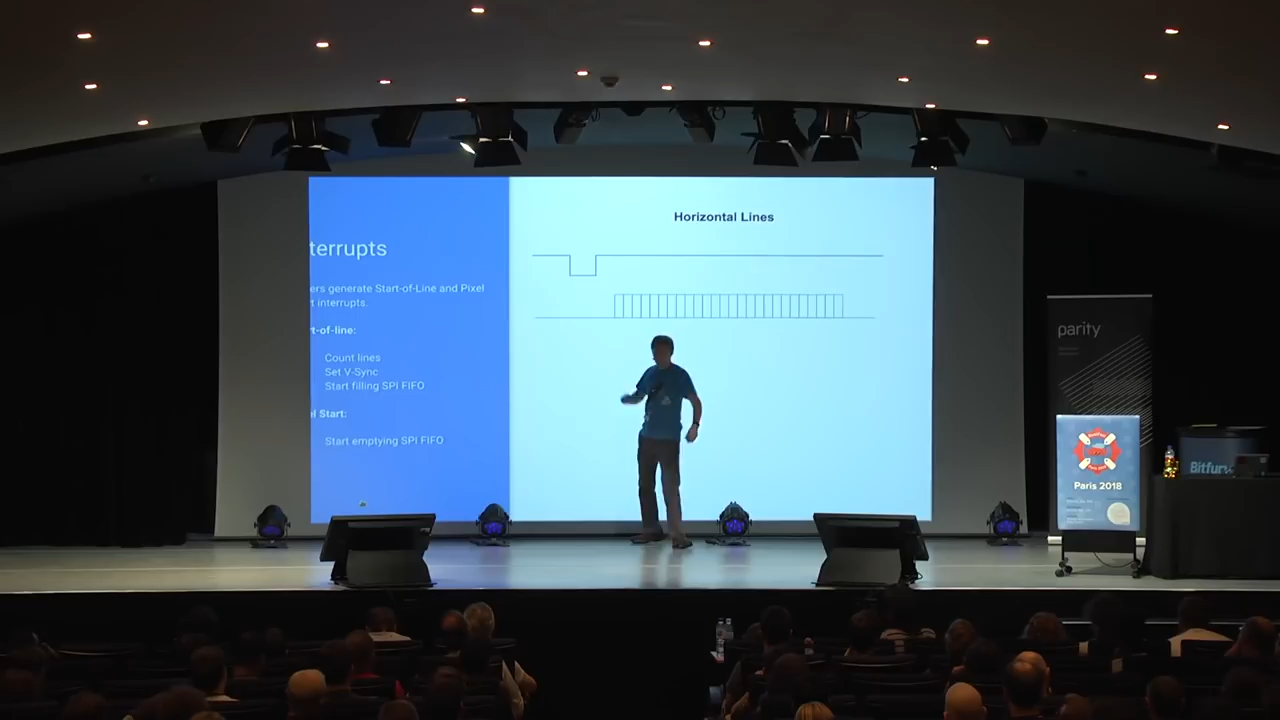 Horizontal Lines
terrupts
ers generate Start-of-Line and Pixel
t interrupts.
rt-of-line:
Count lines
Set V-Sync
Start filling SPI FIFO
el Start:
Start emptying SPI FIFO
parity
Paris 2018
Bitfury